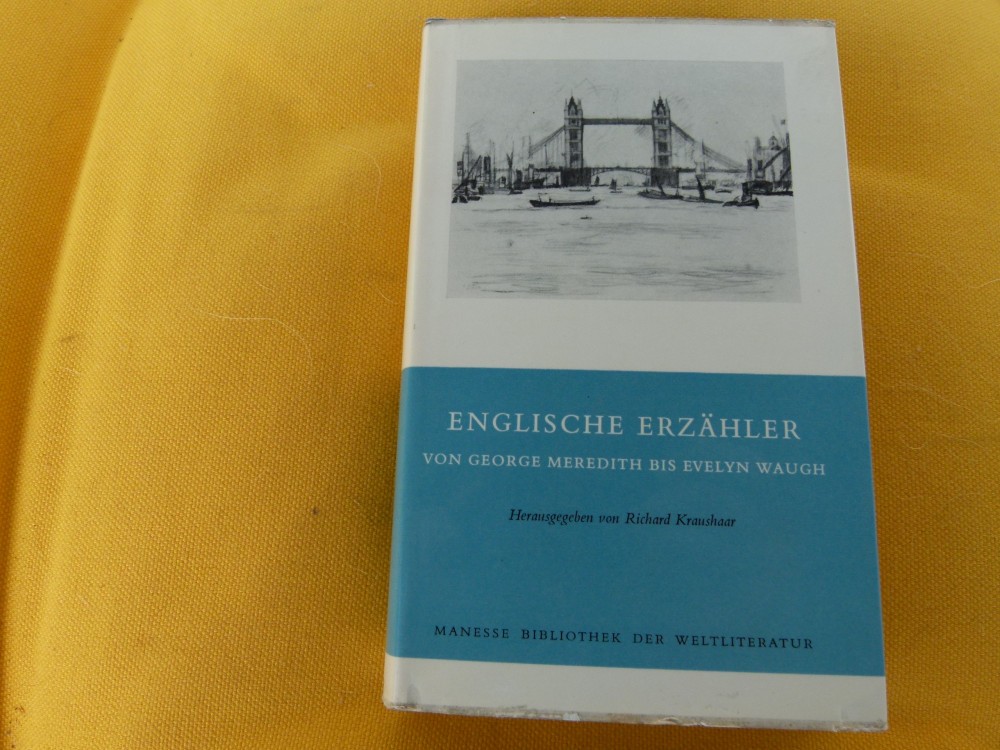 ENGLISCHE ERZÄHLER
VON GEORGE MEREDITH BIS EVELYN WAUGH
Herausgegeben von Richard Kraushaar
MANESSE BIBLIOTHEK DER WELTLITERATUR